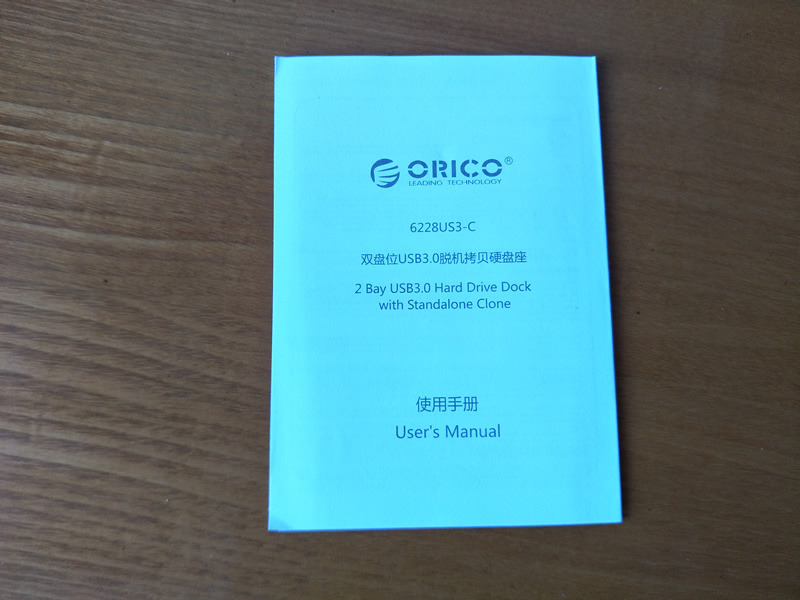 ORICO®
LEADING TECHNOLOGY
6228US3-C
双盘位USB3.0脱机拷贝硬盘座
2 Bay USB3.0 Hard Drive Dock
with Standalone Clone
使用手册
User's Manual